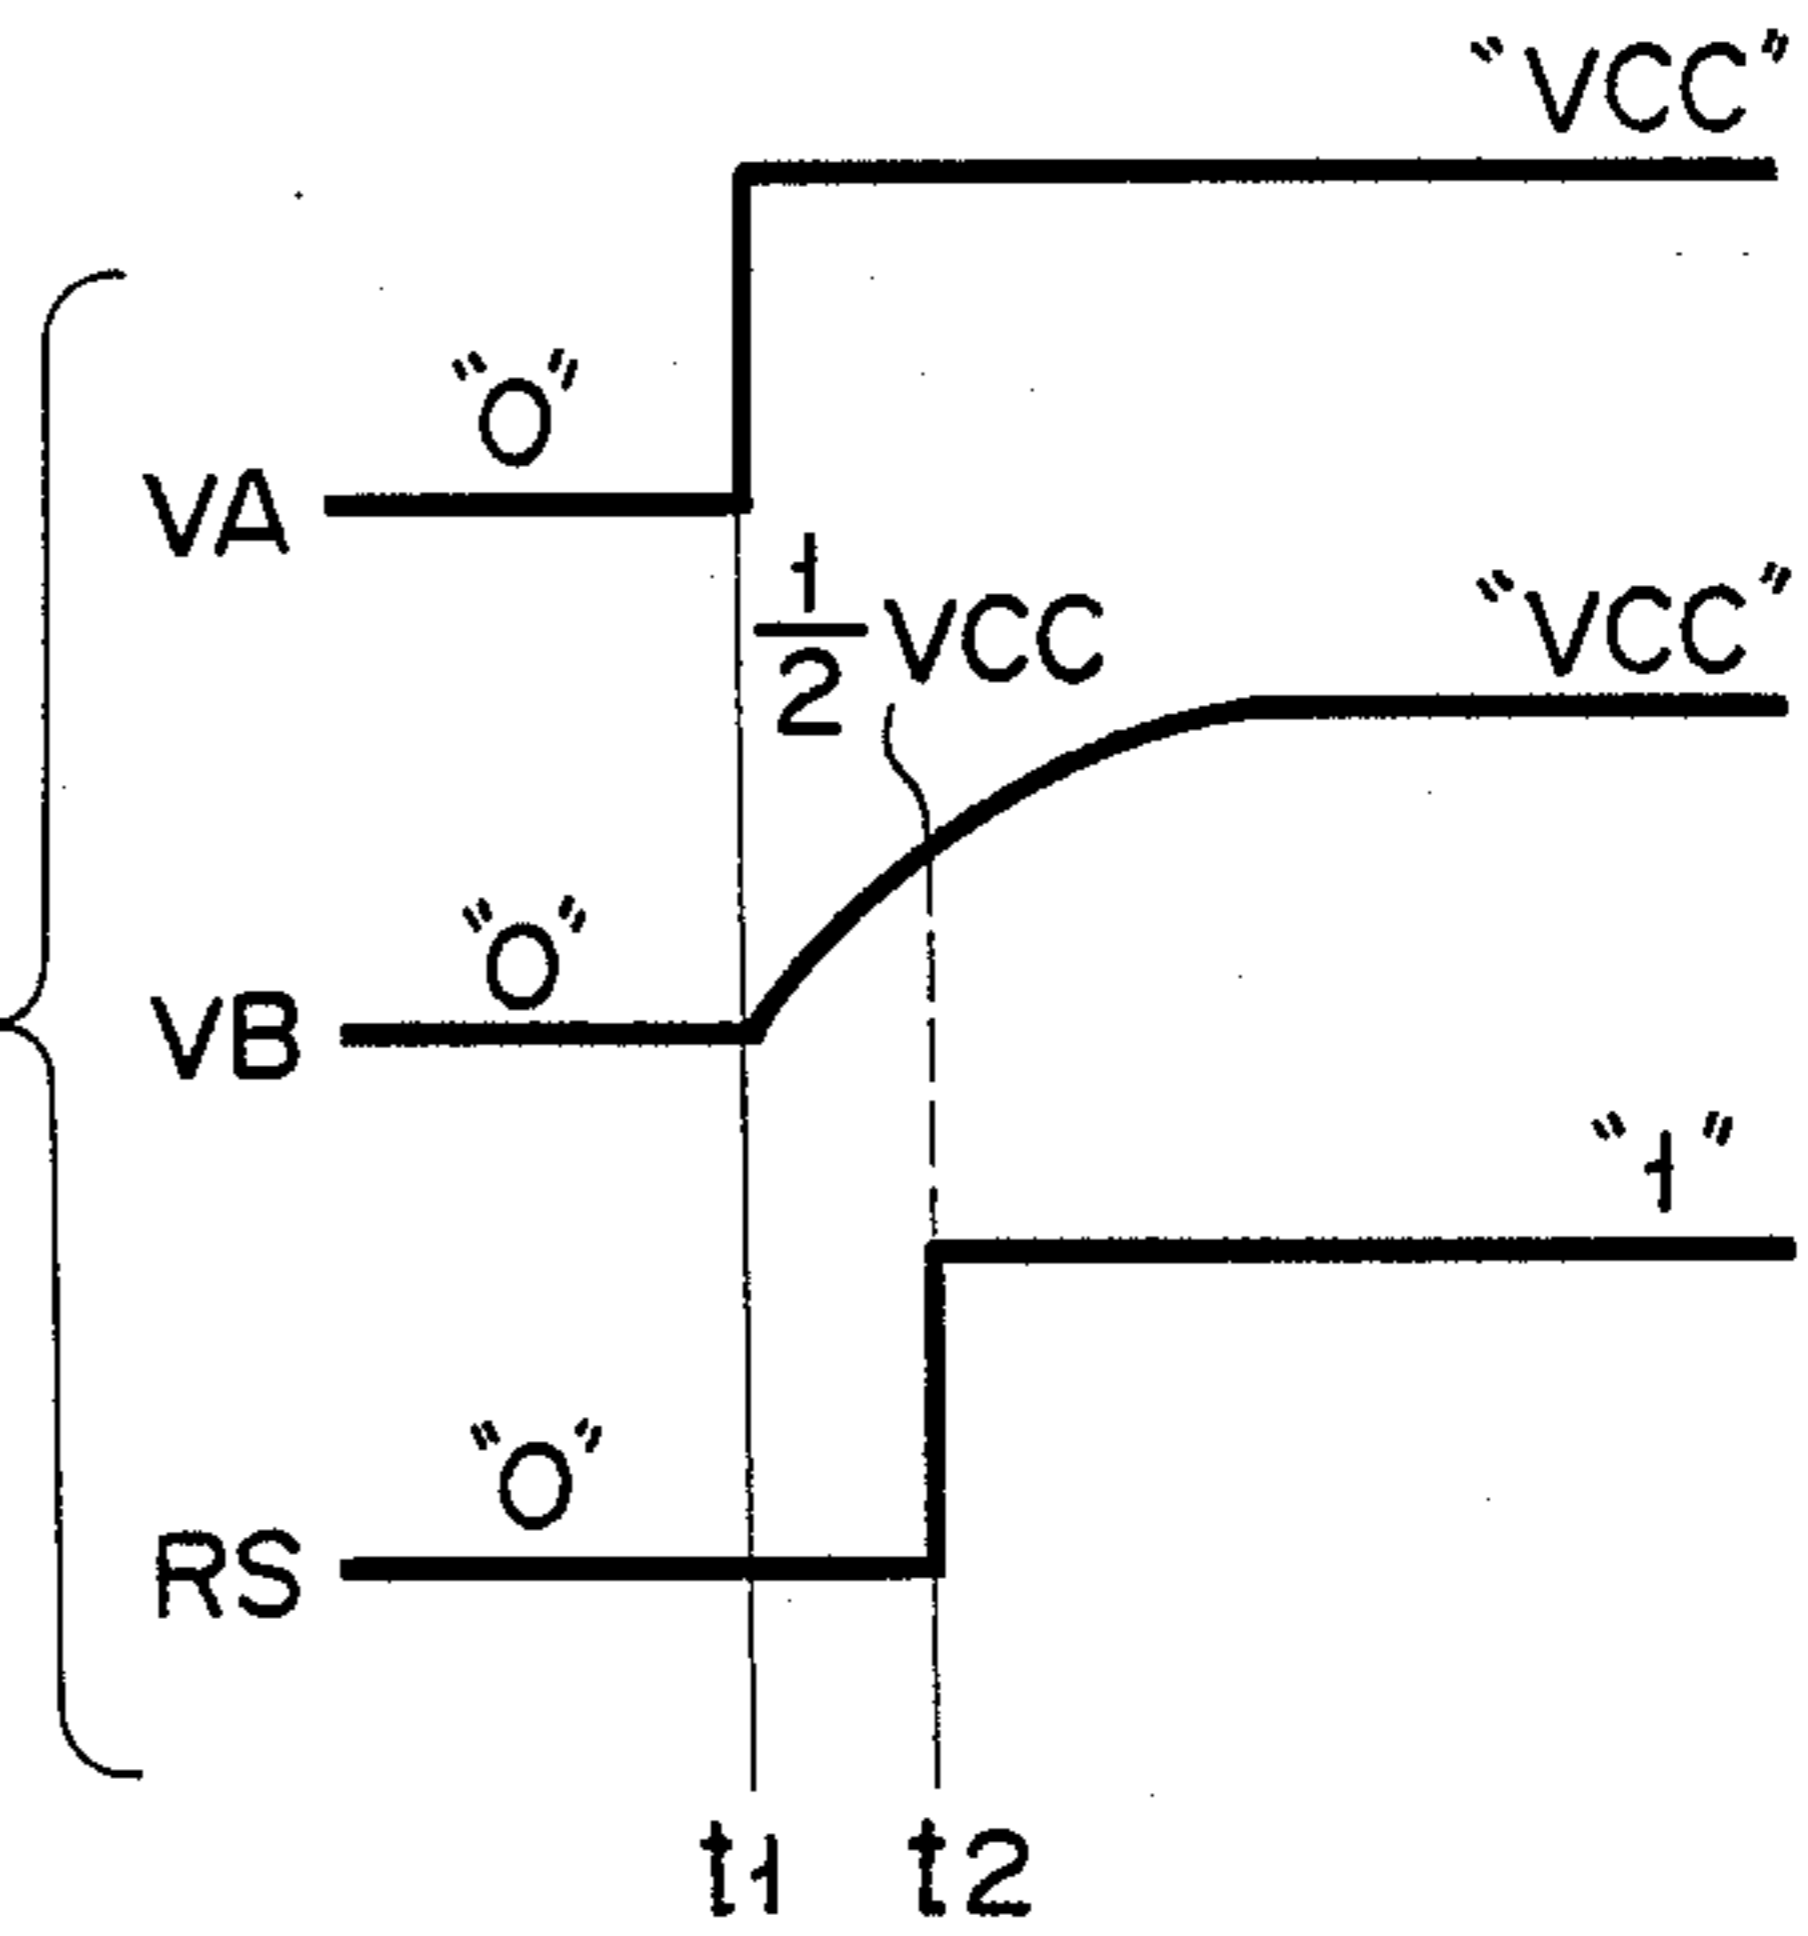 “VCC”
“0”
VA
1/2 VCC
“VCC”
“0”
VB
“1”
“0”
RS
t1 t2